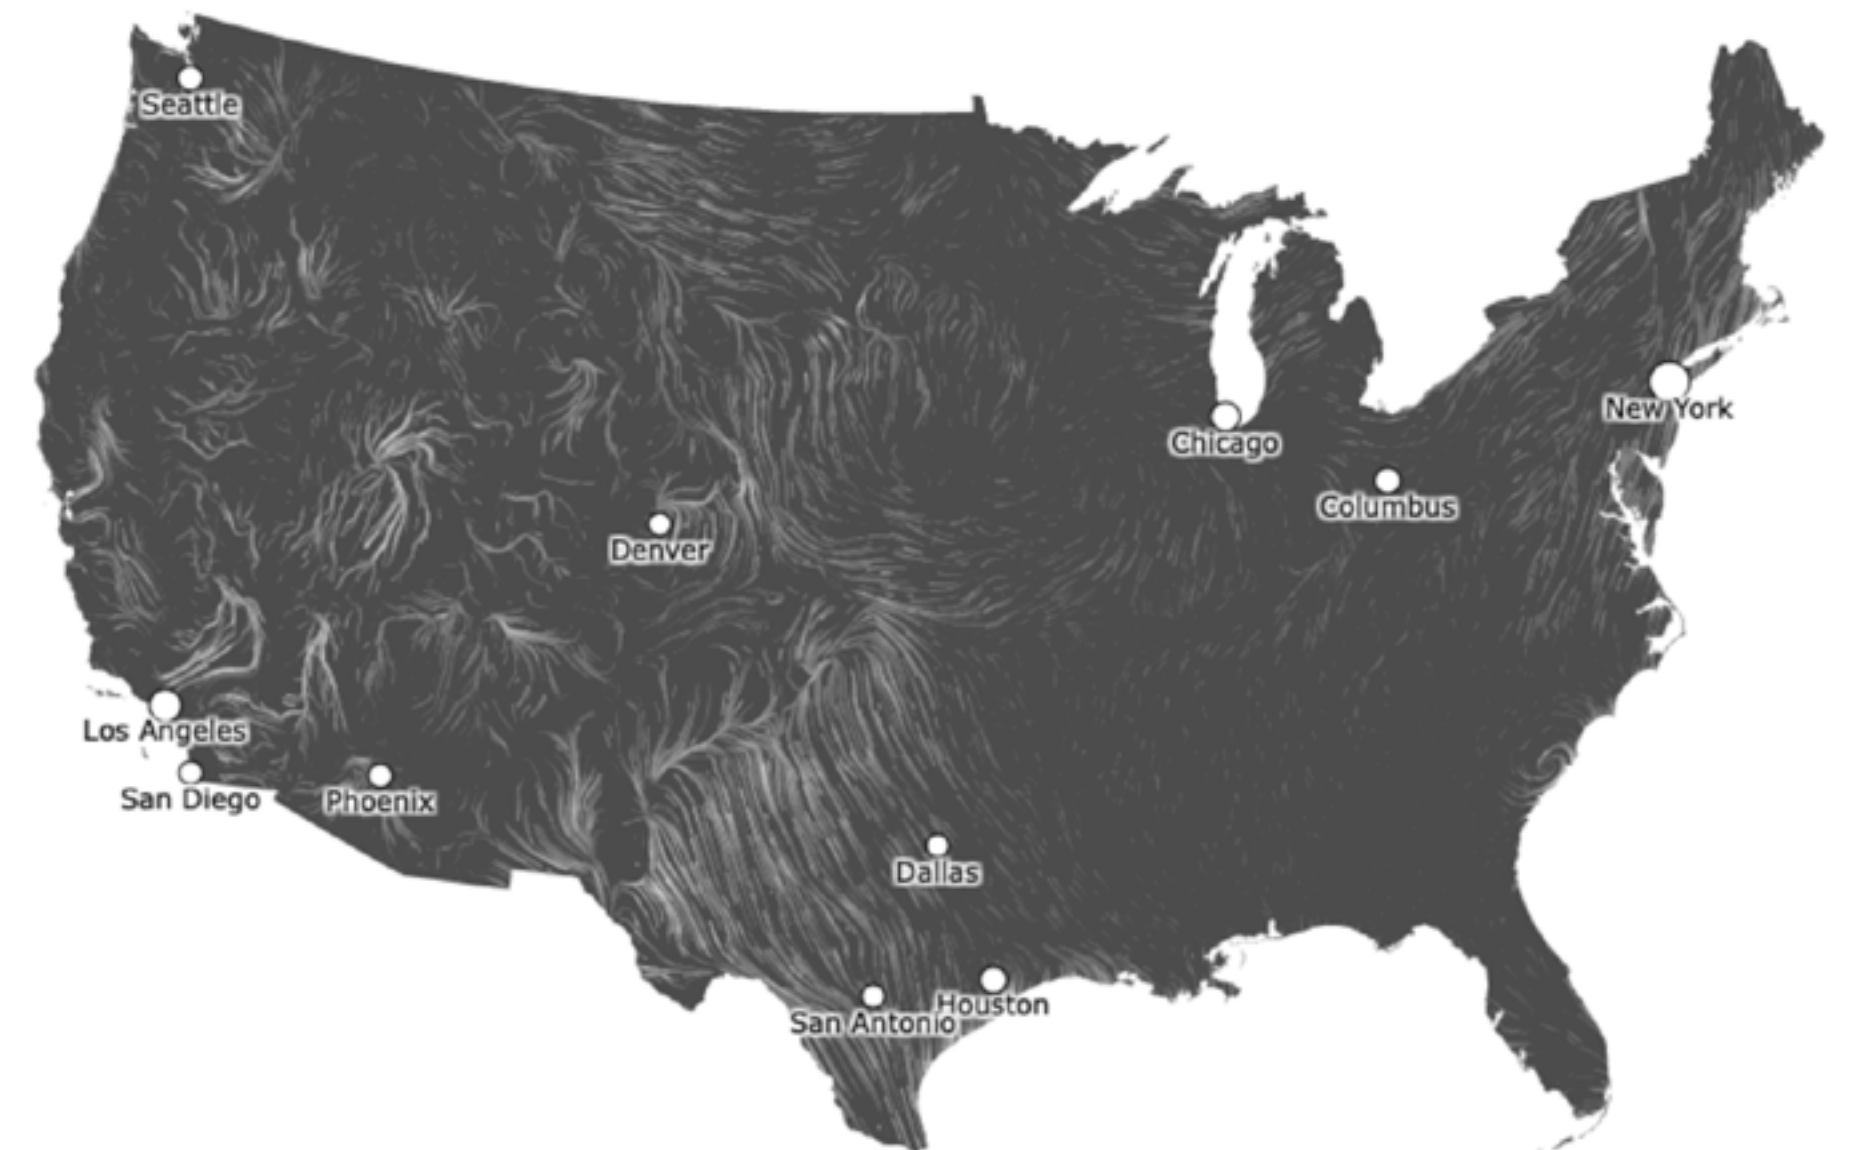 Seattle
New York
Chicago
Columbus
Denver
Los Angeles
San Diego
Phoenix
Dallas
Houston
San Antonio